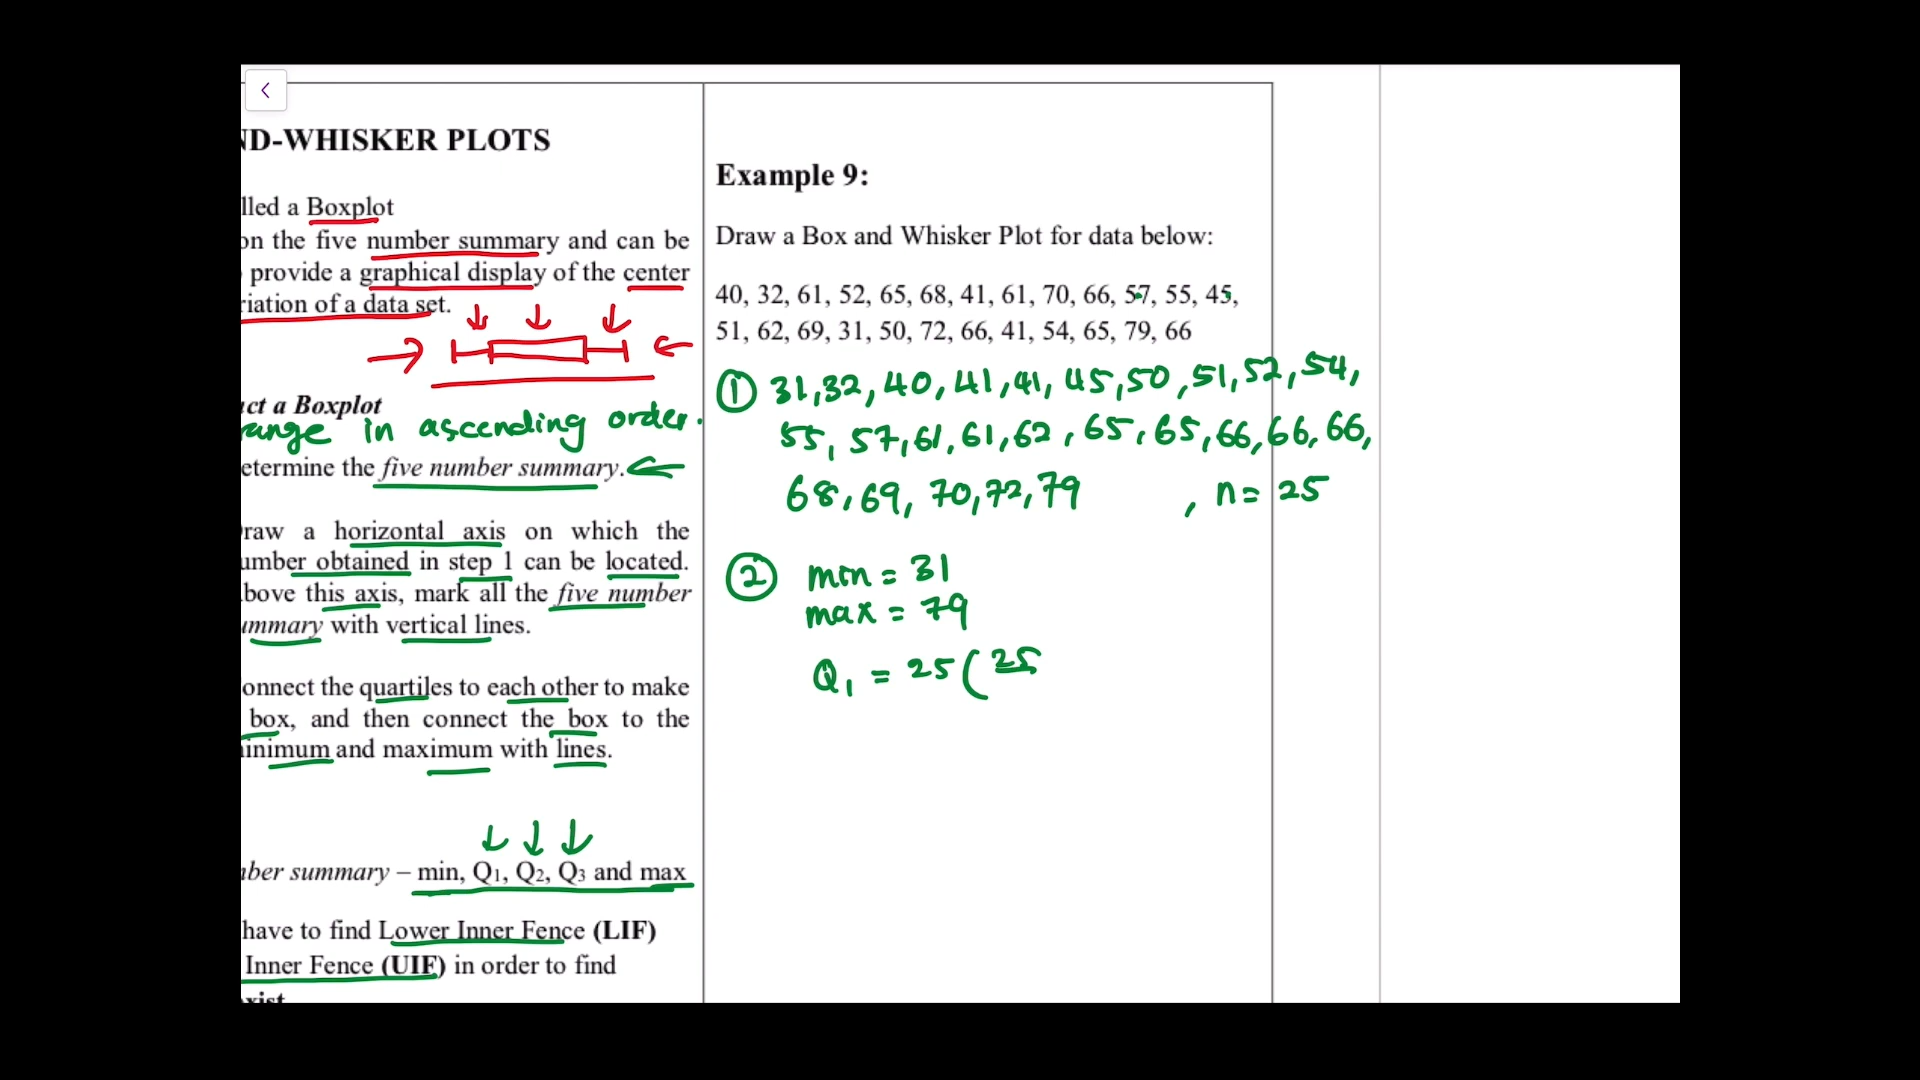 ND-WHISKER PLOTS
lled a Boxplot
on the five number summary and can be
provide a graphical display of the center
riation of a data set.
ct a Boxplot
range in ascending order.
etermine the five number summary.
raw a horizontal axis on which the
umber obtained in step 1 can be located.
bove this axis, mark all the five number
ummary with vertical lines.
onnect the quartiles to each other to make
box, and then connect the box to the
inimum and maximum with lines.
ber summary – min, Q1, Q2, Q3 and max
have to find Lower Inner Fence (LIF)
Inner Fence (UIF) in order to find
xist
Example 9:
Draw a Box and Whisker Plot for data below:
40, 32, 61, 52, 65, 68, 41, 61, 70, 66, 57, 55, 45,
51, 62, 69, 31, 50, 72, 66, 41, 54, 65, 79, 66
① 31, 32, 40, 41, 41, 45, 50, 51, 52, 54,
55, 57, 61, 61, 62, 65, 65, 66, 66, 66,
68, 69, 70, 72, 79 , n = 25
② min = 31
max = 79
Q1 = 25 ( 25